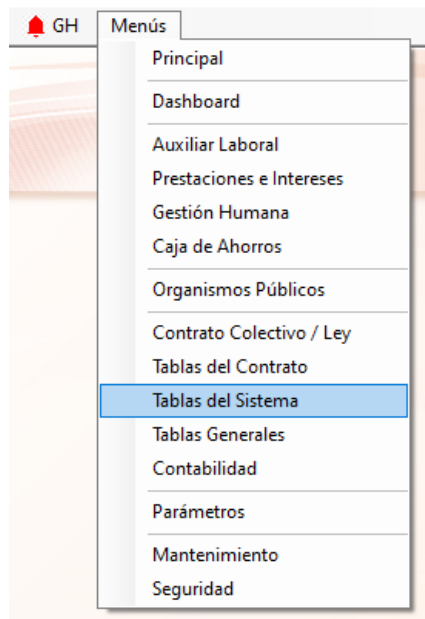 GH Menús
Principal
Dashboard
Auxiliar Laboral
Prestaciones e Intereses
Gestión Humana
Caja de Ahorros
Organismos Públicos
Contrato Colectivo / Ley
Tablas del Contrato
Tablas del Sistema
Tablas Generales
Contabilidad
Parámetros
Mantenimiento
Seguridad